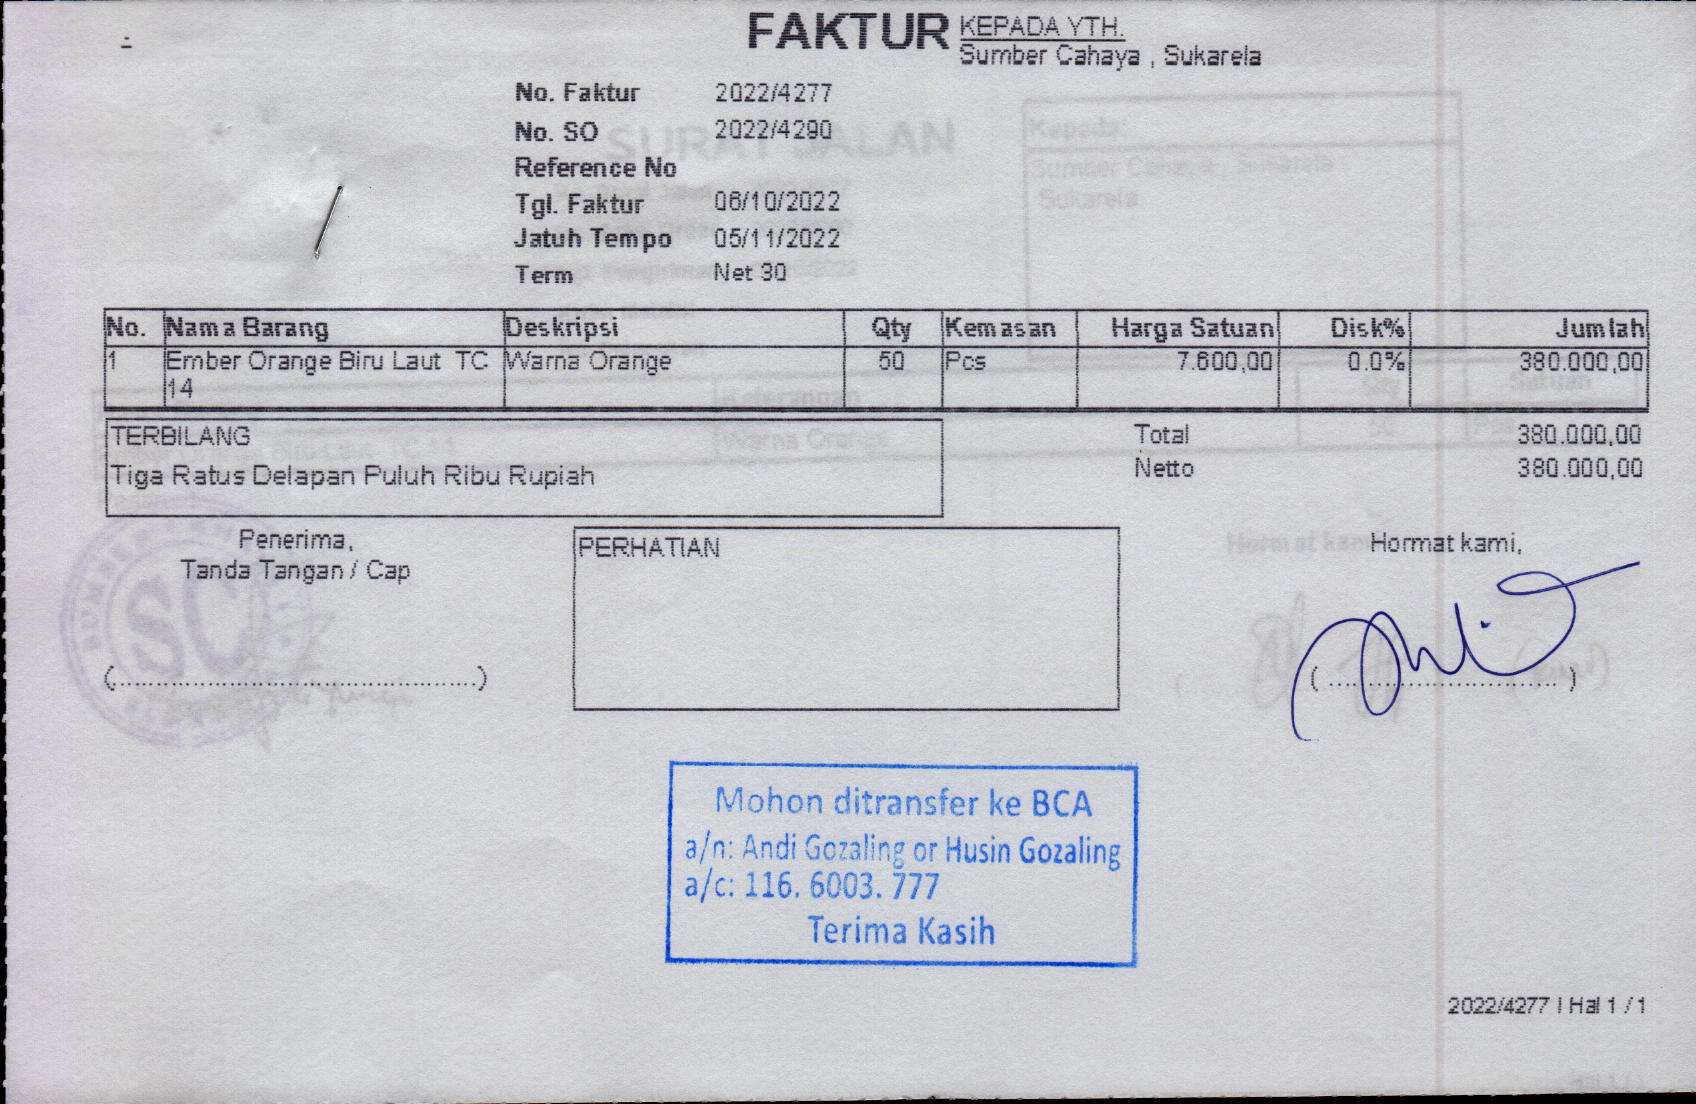 FAKTUR
KEPADA YTH.
Sumber Cahaya , Sukarela
No. Faktur 2022/4277
No. SO 2022/4290
Reference No
Tgl. Faktur 06/10/2022
Jatuh Tempo 05/11/2022
Term Net 30
No. Nama Barang Deskripsi Qty Kemasan Harga Satuan Disk% Jumlah
1 Ember Orange Biru Laut TC Warna Orange 50 Pcs 7.600,00 0.0% 380.000,00
14
TERBILANG
Tiga Ratus Delapan Puluh Ribu Rupiah
Total 380.000,00
Netto 380.000,00
Penerima,
Tanda Tangan / Cap
PERHATIAN
Hormat kami,
SC
Mohon ditransfer ke BCA
a/n: Andi Gozaling or Husin Gozaling
a/c: 116. 6003. 777
Terima Kasih
2022/4277 | Hal 1 / 1